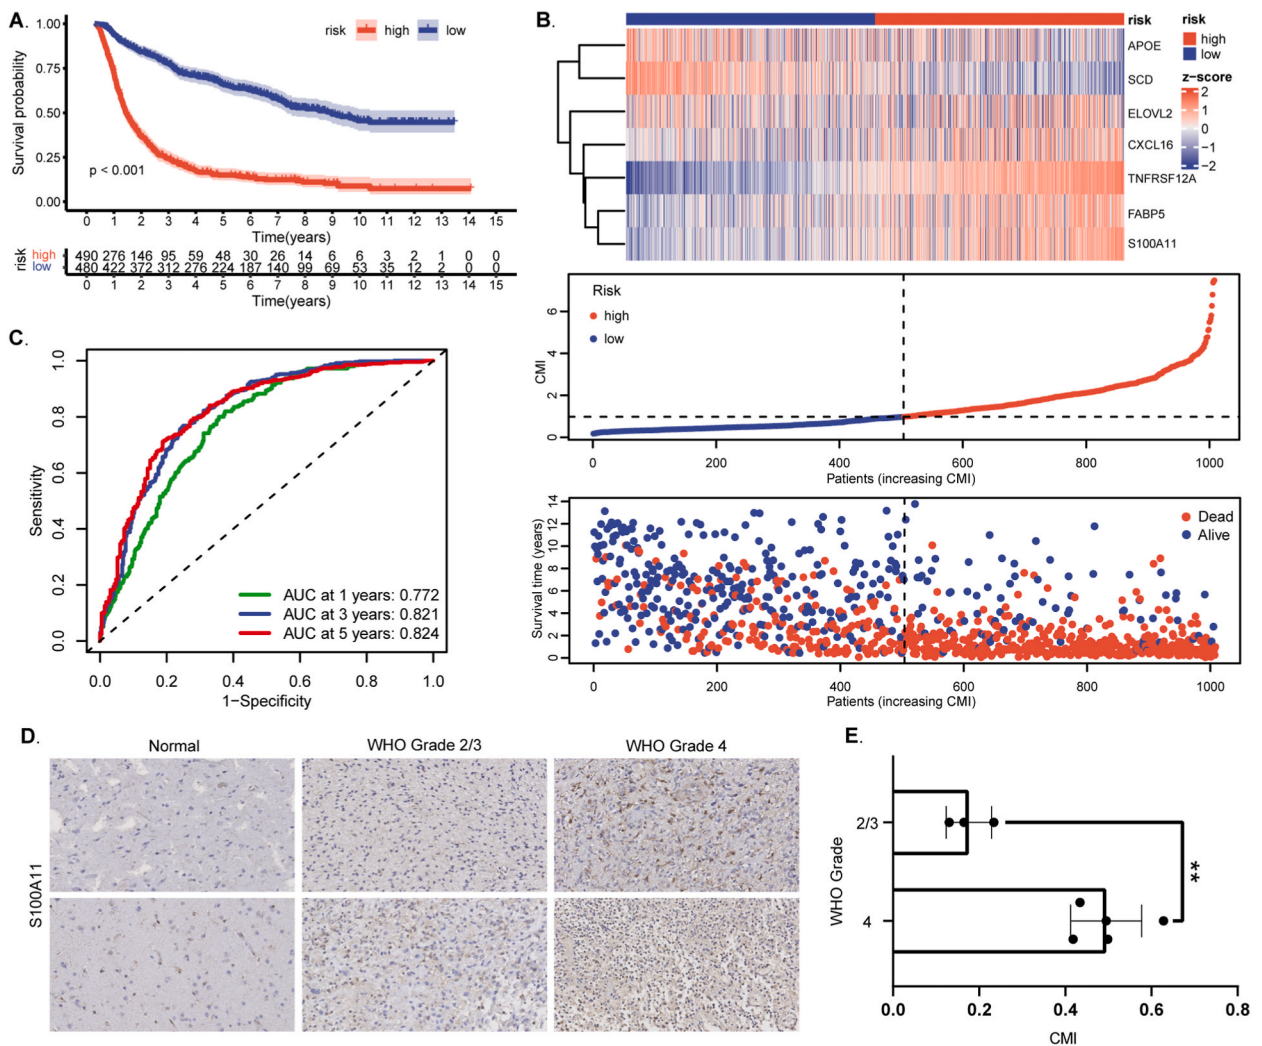 A.
Survival probability
1.00
0.75
0.50
0.25
0.00
risk high low
p < 0.001
0 1 2 3 4 5 6 7 8 9 10 11 12 13 14 15
Time(years)
risk
high 490 276 146 95 59 48 30 26 14 6 6 3 2 1 0 0
low 480 422 372 312 276 224 187 140 99 69 53 35 12 2 0 0
0 1 2 3 4 5 6 7 8 9 10 11 12 13 14 15
Time(years)
B.
risk
APOE
SCD
ELOVL2
CXCL16
TNFRSF12A
FABP5
S100A11
risk
high
low
z-score
2
1
0
−1
−2
CMI
6
4
2
0
Risk
high
low
0 200 400 600 800 1000
Patients (increasing CMI)
Survival time (years)
14
12
10
8
6
4
2
0
Dead
Alive
0 200 400 600 800 1000
Patients (increasing CMI)
C.
Sensitivity
1.0
0.8
0.6
0.4
0.2
0.0
AUC at 1 years: 0.772
AUC at 3 years: 0.821
AUC at 5 years: 0.824
0.0 0.2 0.4 0.6 0.8 1.0
1−Specificity
D.
Normal WHO Grade 2/3 WHO Grade 4
S100A11
E.
WHO Grade
2/3
4
**
0.0 0.2 0.4 0.6 0.8
CMI